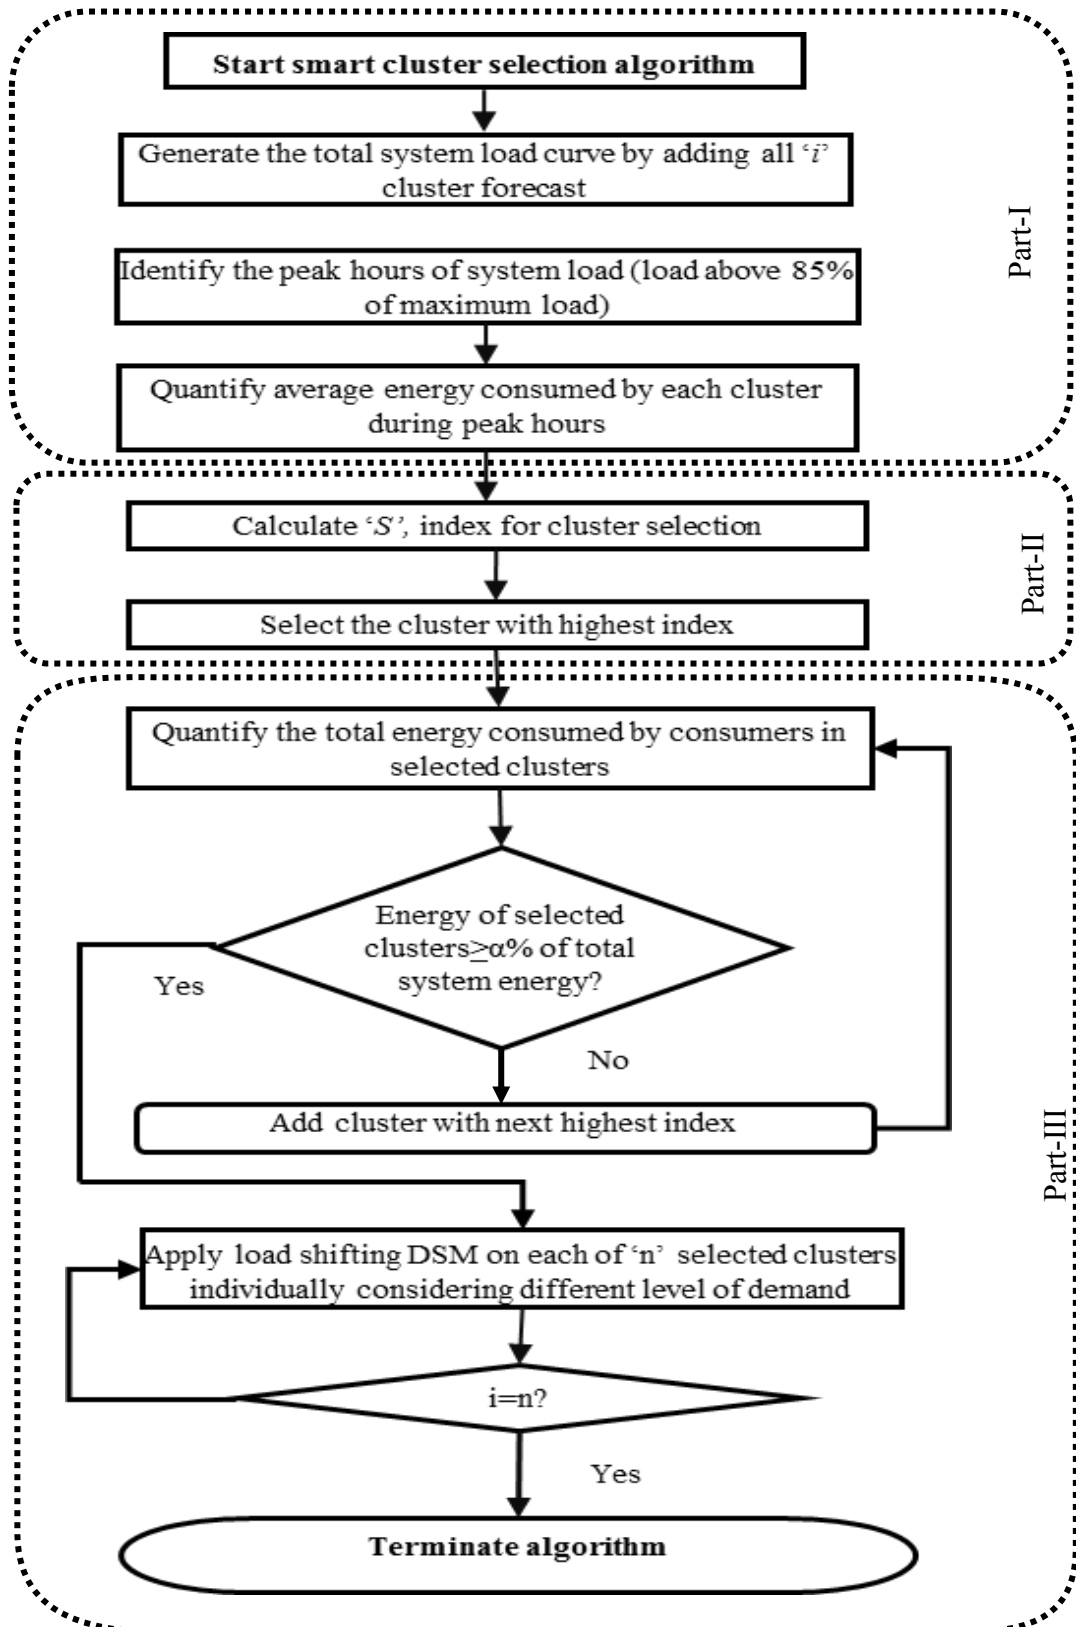 Start smart cluster selection algorithm
Generate the total system load curve by adding all ‘i’
cluster forecast
Part-I
Identify the peak hours of system load (load above 85%
of maximum load)
Quantify average energy consumed by each cluster
during peak hours
Calculate ‘S’, index for cluster selection
Part-II
Select the cluster with highest index
Quantify the total energy consumed by consumers in
selected clusters
Energy of selected
clusters≥α% of total
system energy?
Yes
No
Add cluster with next highest index
Part-III
Apply load shifting DSM on each of ‘n’ selected clusters
individually considering different level of demand
i=n?
Yes
Terminate algorithm